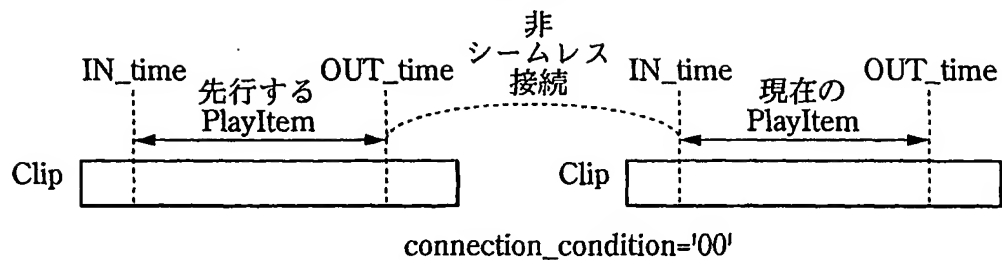 非
シームレス
接続
IN_time
OUT_time
IN_time
OUT_time
先行する
PlayItem
現在の
PlayItem
Clip
Clip
connection_condition='00'